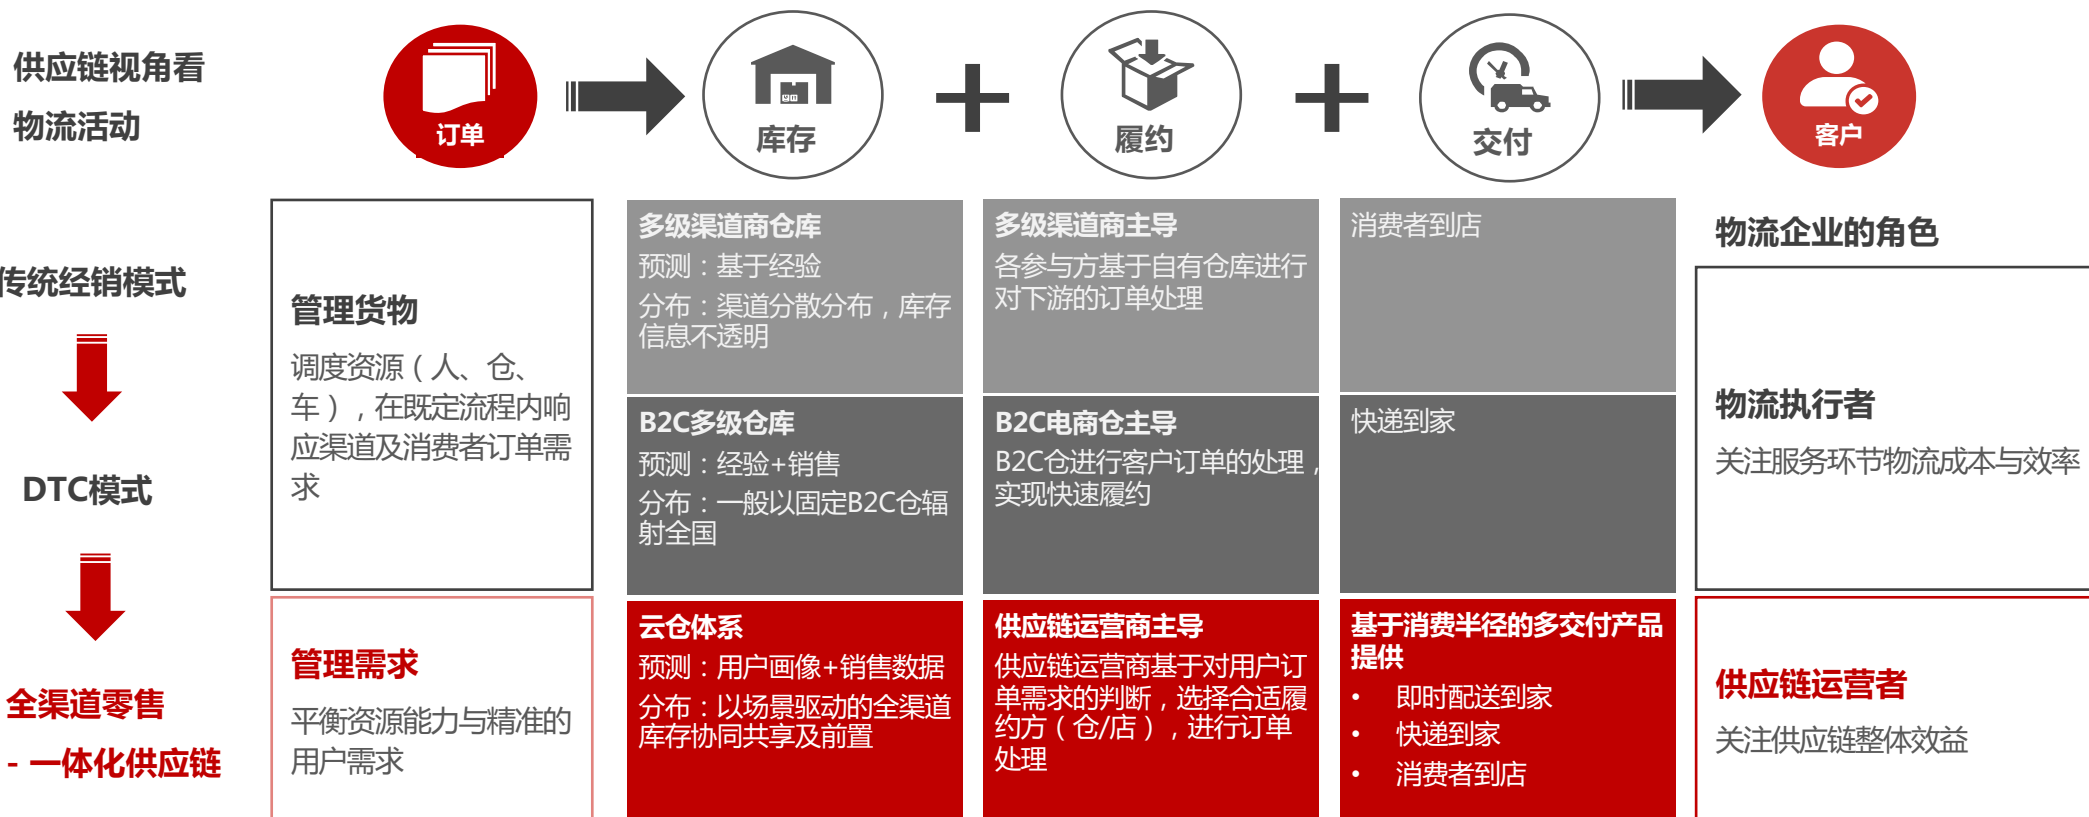 供应链视角看
物流活动
订单
库存
履约
交付
客户
传统经销模式
DTC模式
全渠道零售
- 一体化供应链
管理货物
调度资源（人、仓、
车），在既定流程内响
应渠道及消费者订单需
求
管理需求
平衡资源能力与精准的
用户需求
多级渠道商仓库
预测：基于经验
分布：渠道分散分布，库存
信息不透明
多级渠道商主导
各参与方基于自有仓库进行
对下游的订单处理
消费者到店
B2C多级仓库
预测：经验+销售
分布：一般以固定B2C仓辐
射全国
B2C电商仓主导
B2C仓进行客户订单的处理，
实现快速履约
快递到家
云仓体系
预测：用户画像+销售数据
分布：以场景驱动的全渠道
库存协同共享及前置
供应链运营商主导
供应链运营商基于对用户订
单需求的判断，选择合适履
约方（仓/店），进行订单
处理
基于消费半径的多交付产品
提供
• 即时配送到家
• 快递到家
• 消费者到店
物流企业的角色
物流执行者
关注服务环节物流成本与效率
供应链运营者
关注供应链整体效益